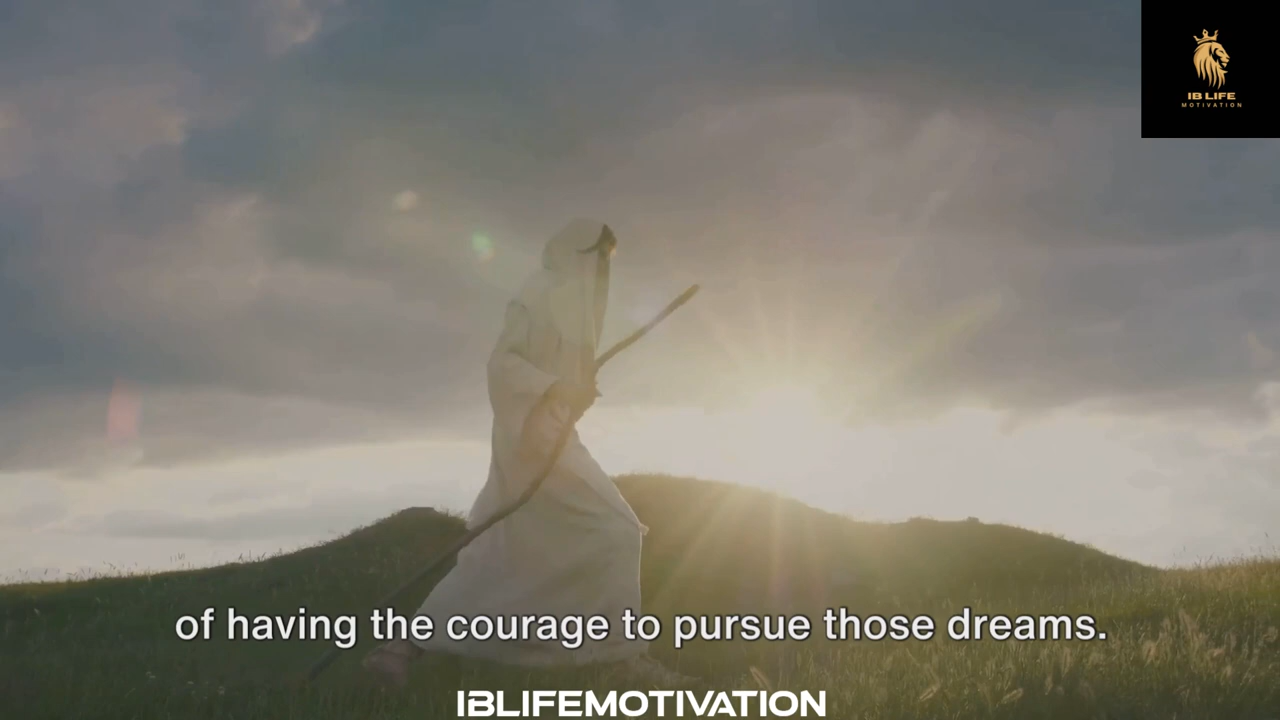 IB LIFE
MOTIVATION
of having the courage to pursue those dreams.
IBLIFEMOTIVATION